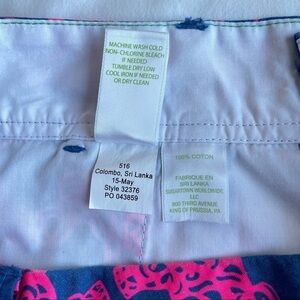 MACHINE WASH COLD
NON-CHLORINE BLEACH
IF NEEDED
TUMBLE DRY LOW
COOL IRON IF NEEDED
OR DRY CLEAN
516
Colombo, Sri Lanka
15-May
Style 32376
PO 043859
100% COTTON
FABRIQUE EN
SRI LANKA
SUGARTOWN WORLDWIDE
LLC
800 THIRD AVENUE
KING OF PRUSSIA, PA